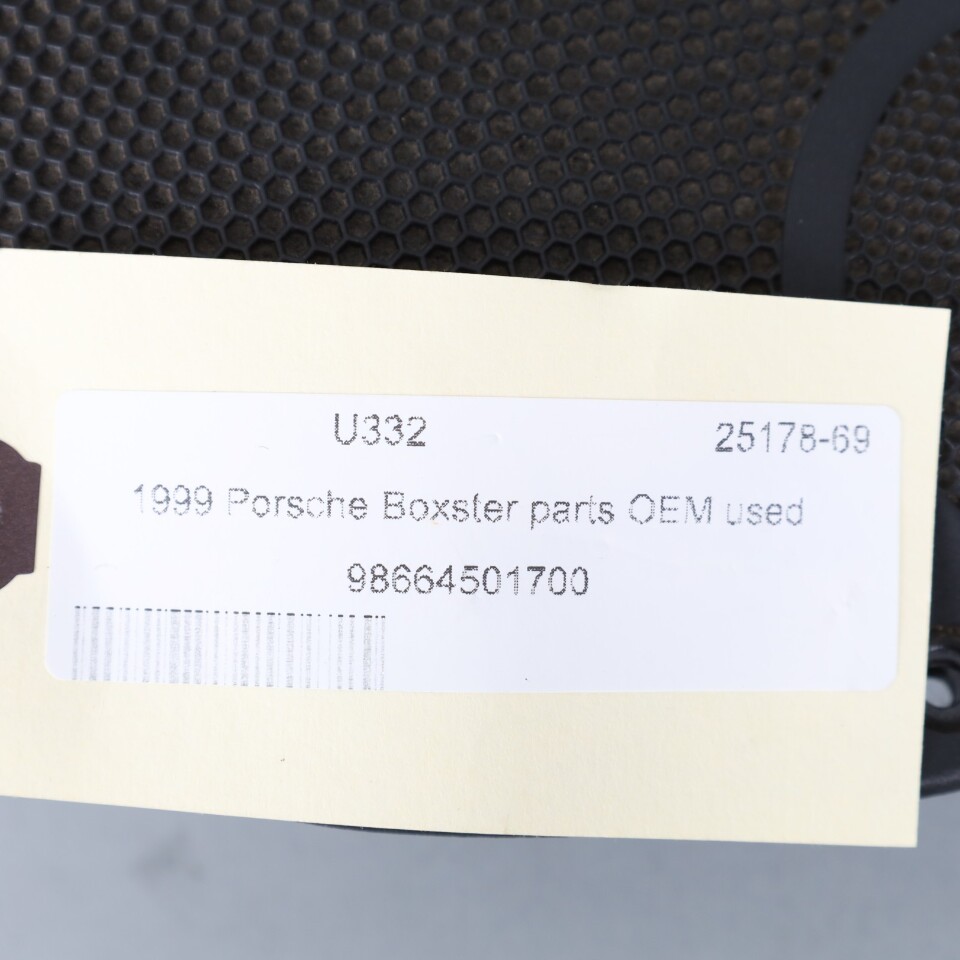 U332 25178-69
1999 Porsche Boxster parts OEM used
98664501700